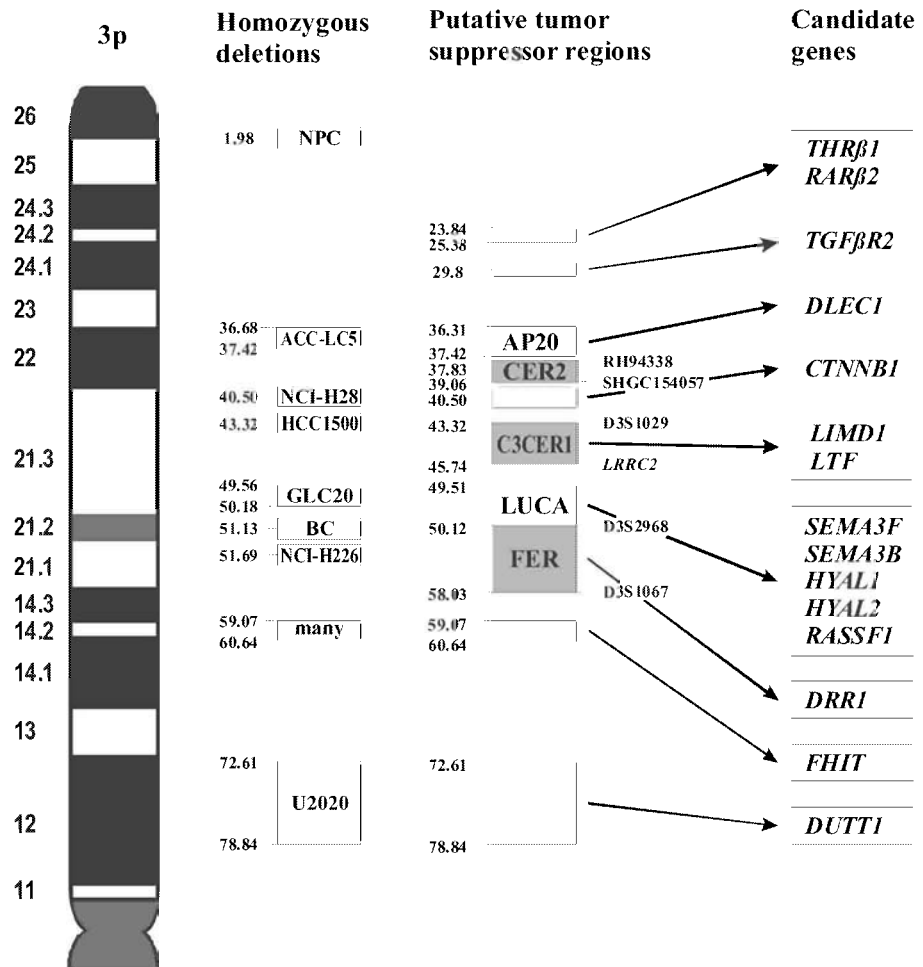 3p
Homozygous
deletions
Putative tumor
suppressor regions
Candidate
genes
26
25
24.3
24.2
24.1
23
22
21.3
21.2
21.1
14.3
14.2
14.1
13
12
11
1.98 NPC
36.68
37.42
ACC-LC5
40.50 NCI-H28
43.32 HCC1500
49.56
50.18
GLC20
51.13 BC
51.69 NCI-H226
59.07
60.64
many
72.61
U2020
78.84
23.84
25.38
29.8
36.31
AP20
37.42
37.83
CER2
39.06
40.50
RH94338
SHGC154057
43.32
D3S1029
C3CER1
45.74
LRRC2
49.51
LUCA
50.12
D3S2968
FER
58.03
D3S1067
59.07
60.64
72.61
78.84
THRβ1
RARβ2
TGFβR2
DLEC1
CTNNB1
LIMD1
LTF
SEMA3F
SEMA3B
HYAL1
HYAL2
RASSF1
DRR1
FHIT
DUTT1